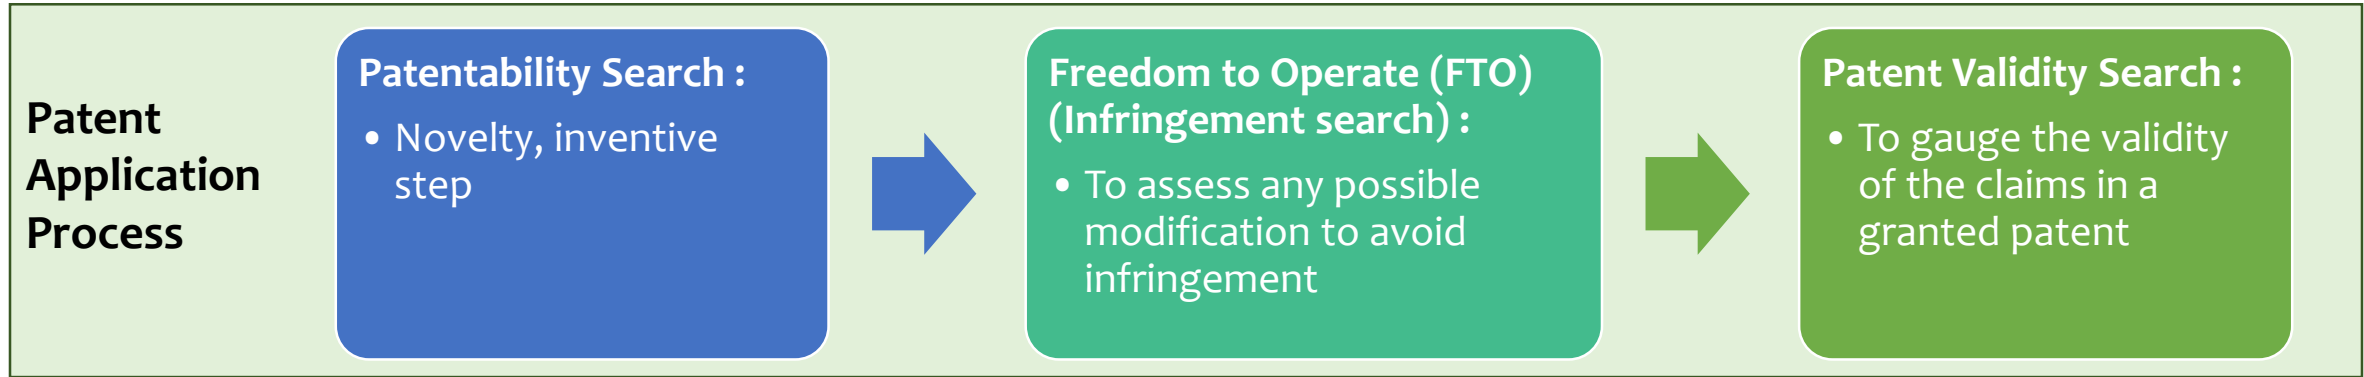 Patent
Application
Process
Patentability Search :
• Novelty, inventive
step
Freedom to Operate (FTO)
(Infringement search) :
• To assess any possible
modification to avoid
infringement
Patent Validity Search :
• To gauge the validity
of the claims in a
granted patent